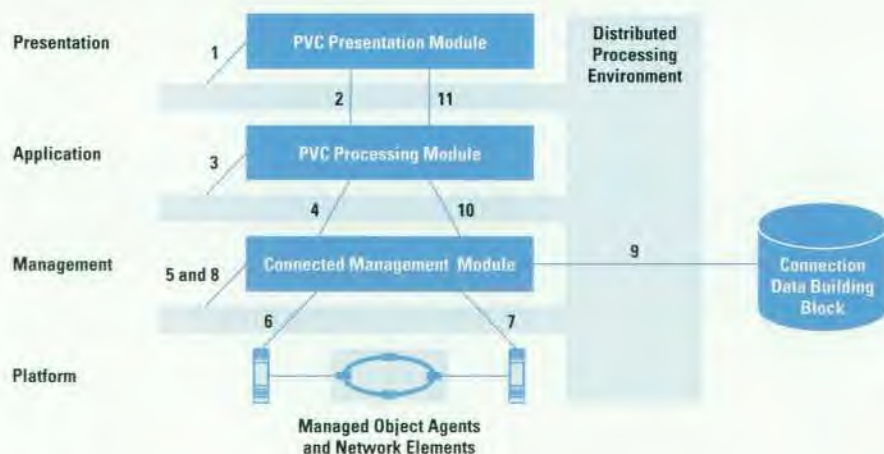 Presentation
1
PVC Presentation Module
Distributed
Processing
Environment
2
11
Application
3
PVC Processing Module
4
10
Management
5 and 8
Connected Management Module
9
Connection
Data Building
Block
6
7
Platform
Managed Object Agents
and Network Elements